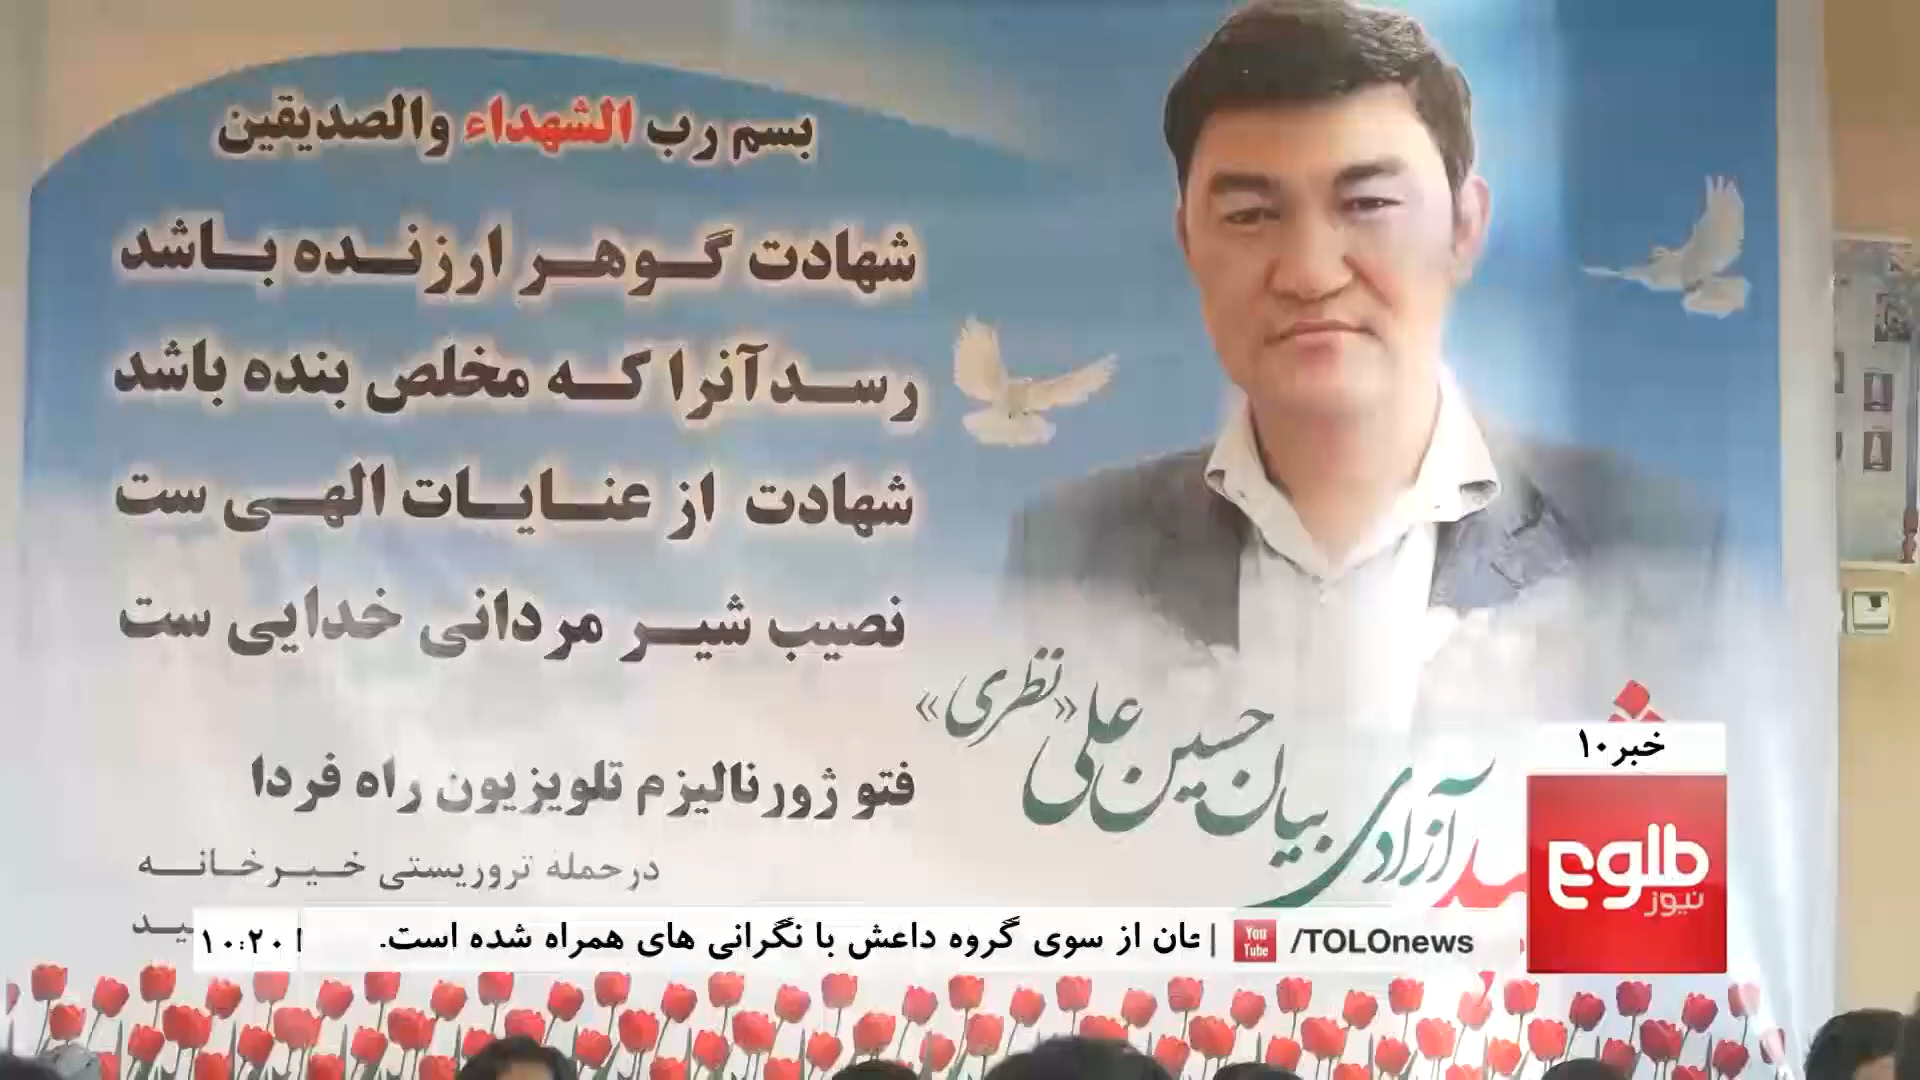 بسم رب الشهداء والصدیقین
شهادت گوهر ارزنده باشد
رسد آنرا که مخلص بنده باشد
شهادت از عنایات الهی ست
نصیب شیر مردانی خدایی ست
آزادی بیان حسین علی «نظری»
فتو ژورنالیزم تلویزیون راه فردا
درحمله تروریستی خیرخانه
خبر۱۰
طلوع
نیوز
۱۰:۲۰
تان از سوی گروه داعش با نگرانی های همراه شده است.
You Tube /TOLOnews